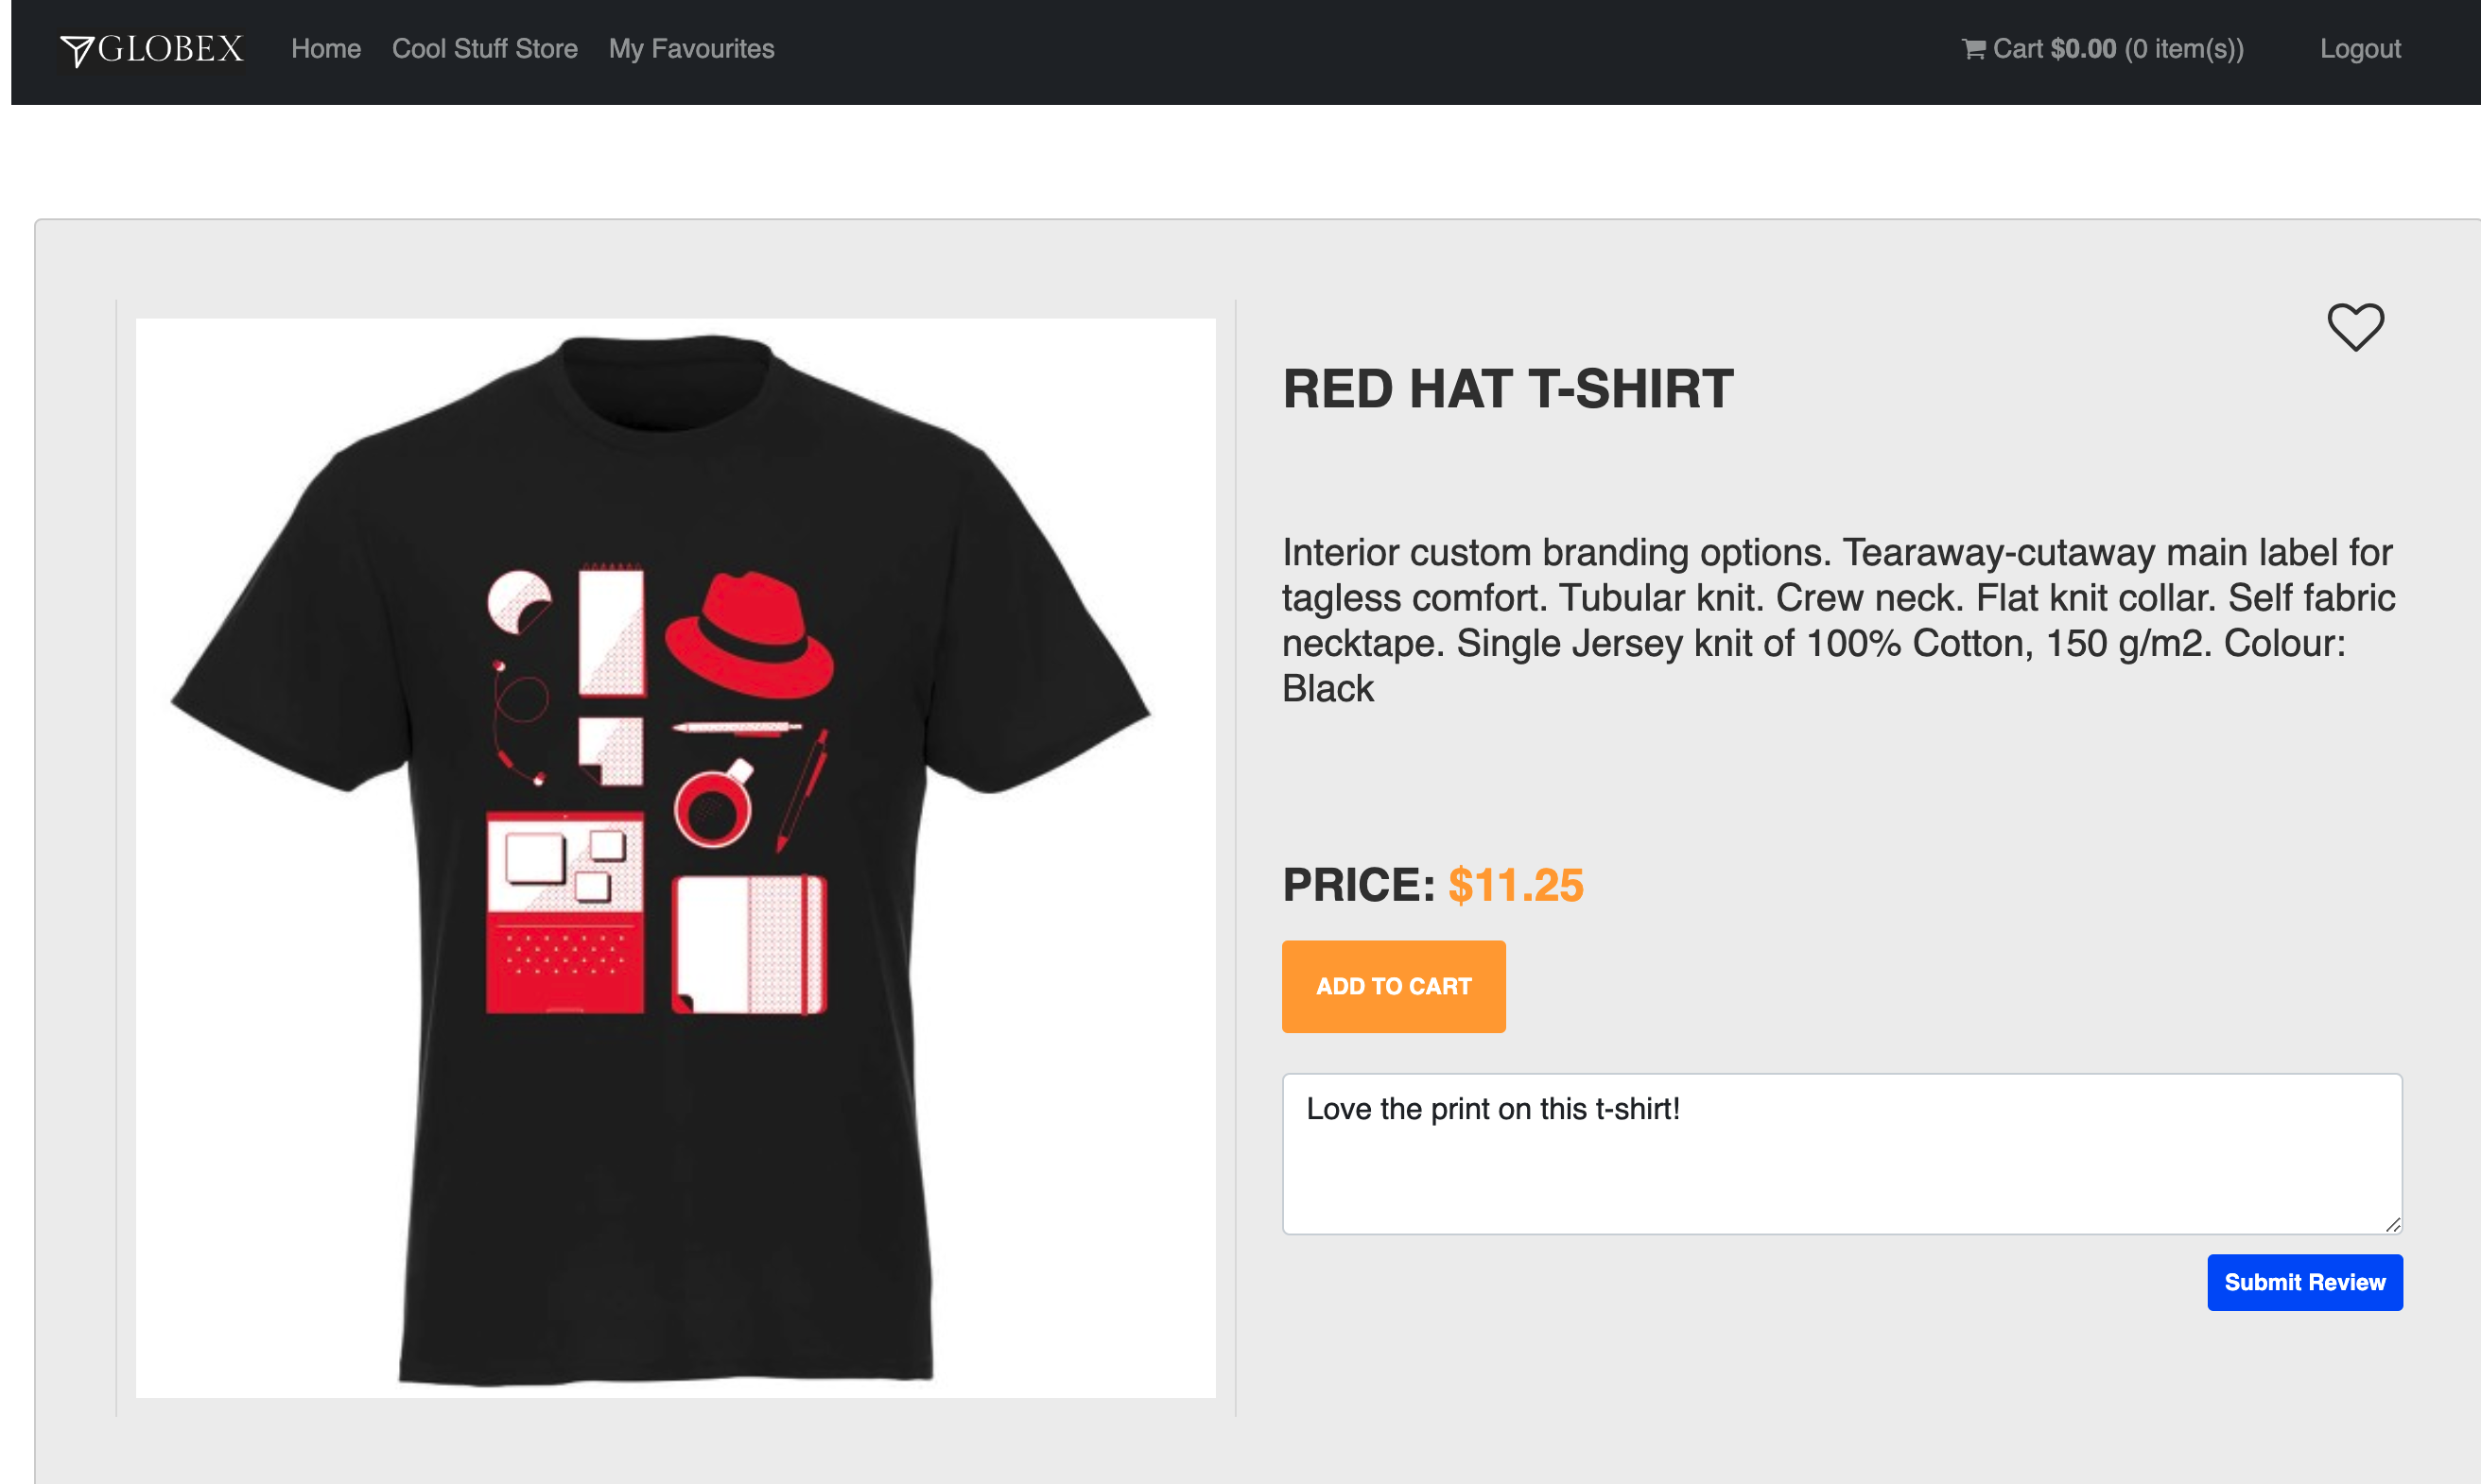 GLOBEX Home Cool Stuff Store My Favourites Cart $0.00 (0 item(s)) Logout
RED HAT T-SHIRT
Interior custom branding options. Tearaway-cutaway main label for
tagless comfort. Tubular knit. Crew neck. Flat knit collar. Self fabric
necktape. Single Jersey knit of 100% Cotton, 150 g/m2. Colour:
Black
PRICE: $11.25
ADD TO CART
Love the print on this t-shirt!
Submit Review